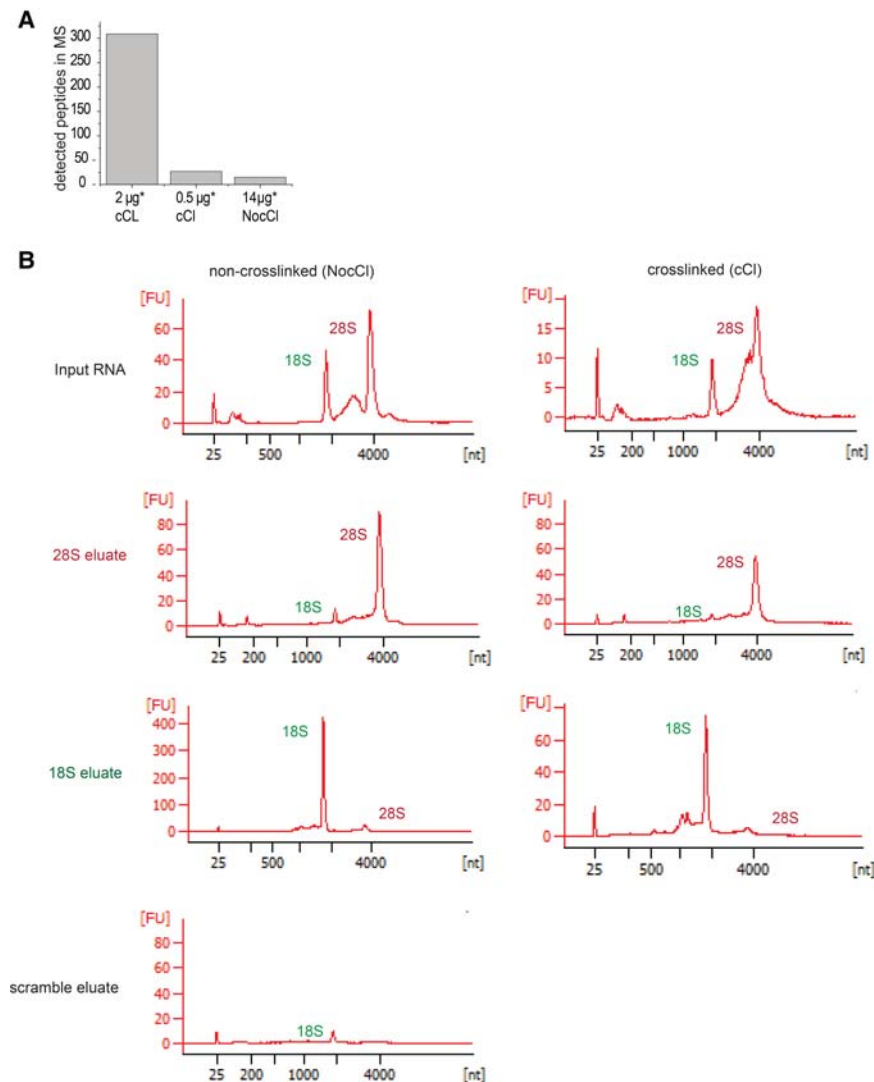 A
detected peptides in MS
300
250
200
150
100
50
0
2 µg* 0.5 µg* 14µg*
cCL cCl NocCl
B
non-crosslinked (NocCl) crosslinked (cCl)
Input RNA
[FU] 60 40 20 0 18S 28S 25 500 4000 [nt]
[FU] 15 10 5 0 18S 28S 25 200 1000 4000 [nt]
28S eluate
[FU] 80 60 40 20 0 18S 28S 25 200 1000 4000 [nt]
[FU] 80 60 40 20 0 18S 28S 25 200 1000 4000 [nt]
18S eluate
[FU] 400 300 200 100 0 18S 28S 25 500 4000 [nt]
[FU] 60 40 20 0 18S 28S 25 500 4000 [nt]
scramble eluate
[FU] 80 60 40 20 0 18S 25 200 1000 4000 [nt]